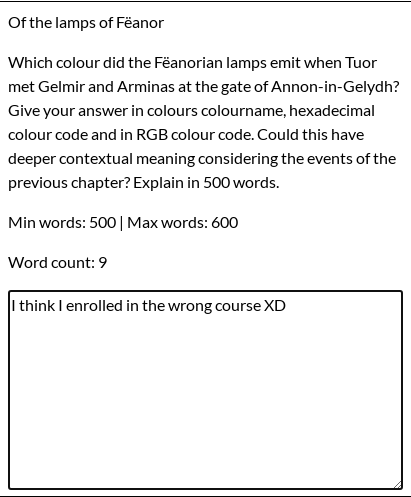 Of the lamps of Fëanor
Which colour did the Fëanorian lamps emit when Tuor
met Gelmir and Arminas at the gate of Annon-in-Gelydh?
Give your answer in colours colourname, hexadecimal
colour code and in RGB colour code. Could this have
deeper contextual meaning considering the events of the
previous chapter? Explain in 500 words.
Min words: 500 | Max words: 600
Word count: 9
I think I enrolled in the wrong course XD